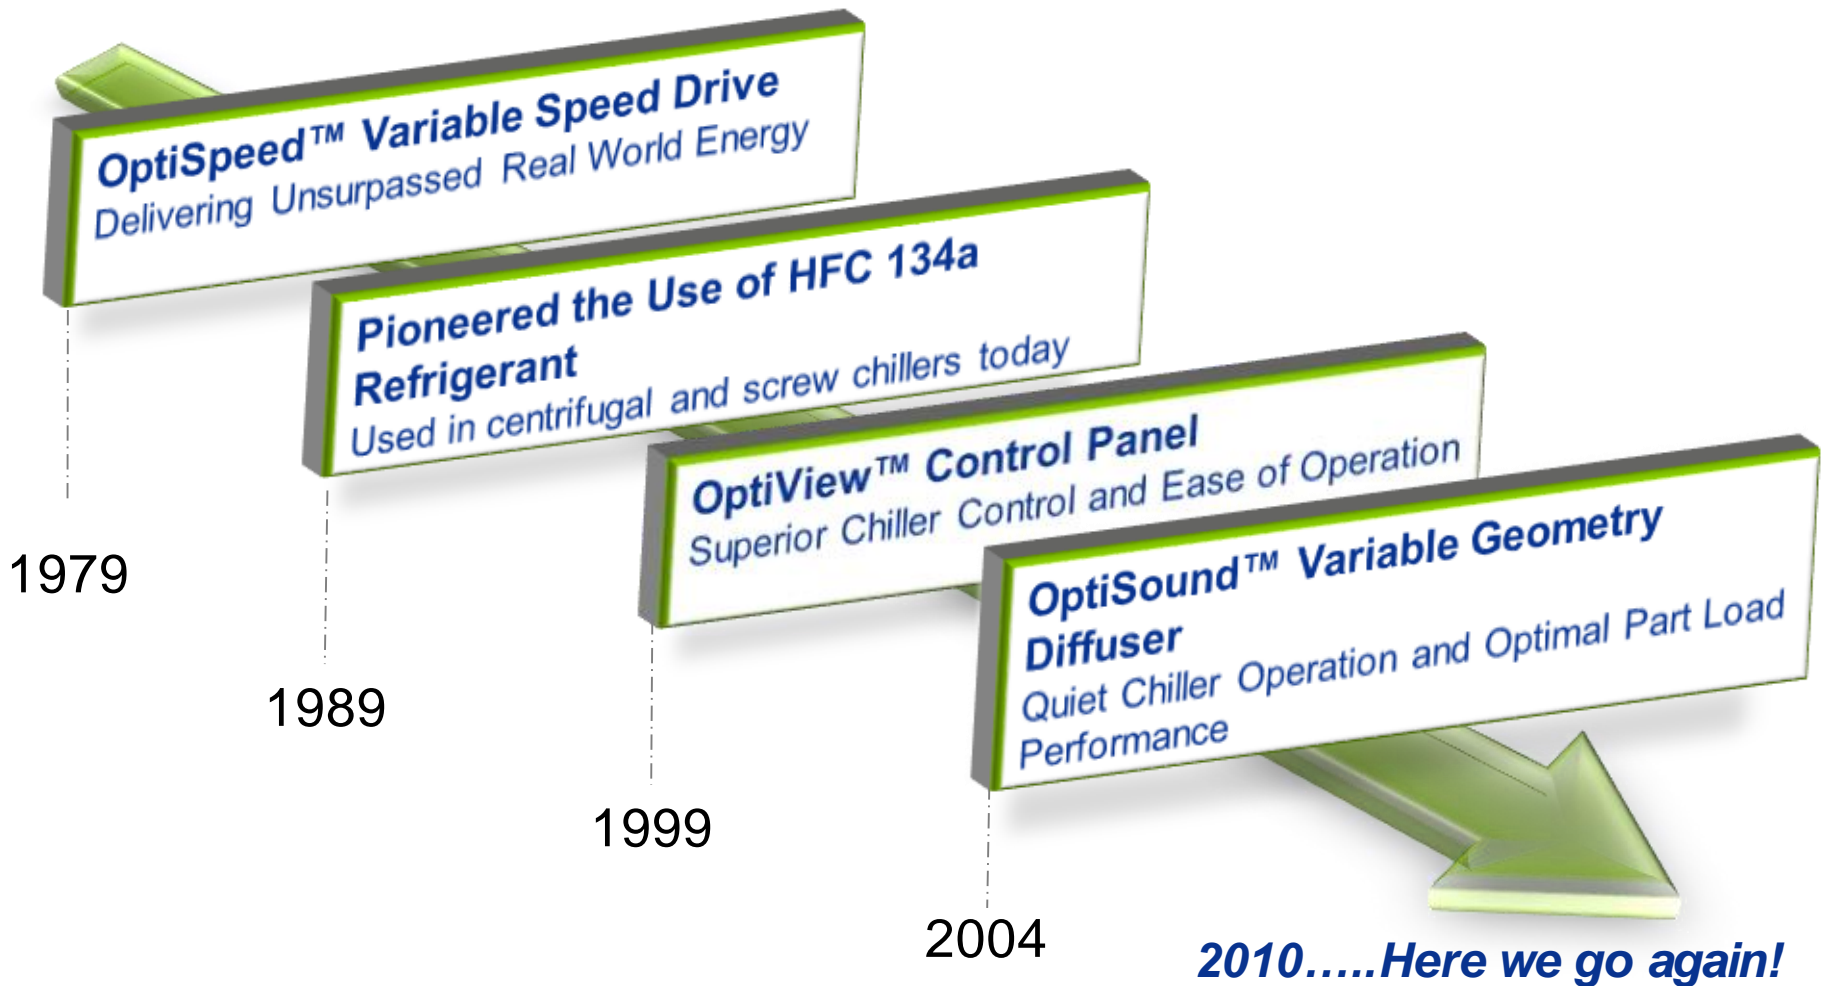 OptiSpeed™ Variable Speed Drive
Delivering Unsurpassed Real World Energy
Pioneered the Use of HFC 134a
Refrigerant
Used in centrifugal and screw chillers today
OptiView™ Control Panel
Superior Chiller Control and Ease of Operation
OptiSound™ Variable Geometry
Diffuser
Quiet Chiller Operation and Optimal Part Load
Performance
1979
1989
1999
2004
2010…..Here we go again!